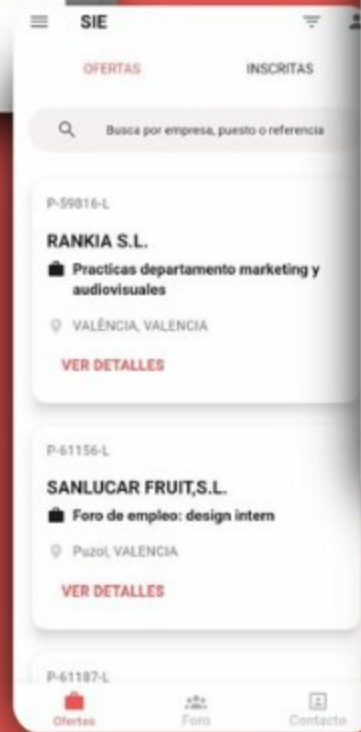 SIE
OFERTAS INSCRITAS
Busca por empresa, puesto o referencia
P-59816-L
RANKIA S.L.
Practicas departamento marketing y
audiovisuales
VALÈNCIA, VALENCIA
VER DETALLES
P-61156-L
SANLUCAR FRUIT,S.L.
Foro de empleo: design intern
Puzol, VALENCIA
VER DETALLES
P-61187-L
Ofertas Foro Contacto